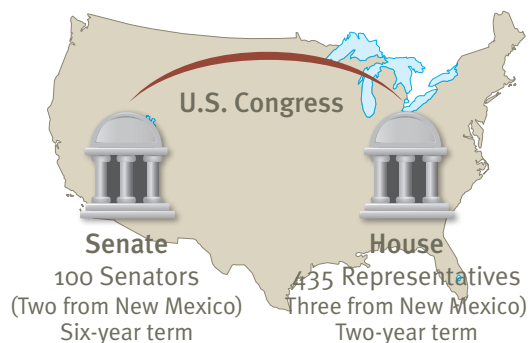 U.S. Congress
Senate
100 Senators
(Two from New Mexico)
Six-year term
House
435 Representatives
Three from New Mexico)
Two-year term